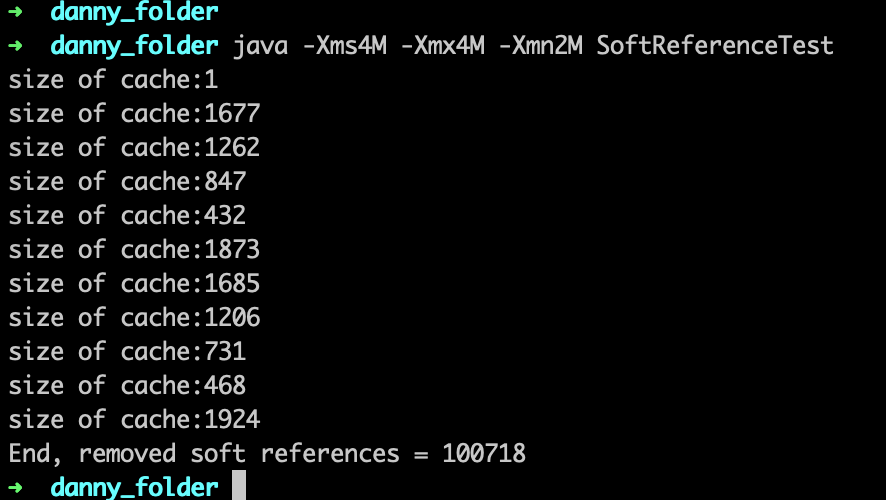 ➜ danny_folder
➜ danny_folder java -Xms4M -Xmx4M -Xmn2M SoftReferenceTest
size of cache:1
size of cache:1677
size of cache:1262
size of cache:847
size of cache:432
size of cache:1873
size of cache:1685
size of cache:1206
size of cache:731
size of cache:468
size of cache:1924
End, removed soft references = 100718
➜ danny_folder